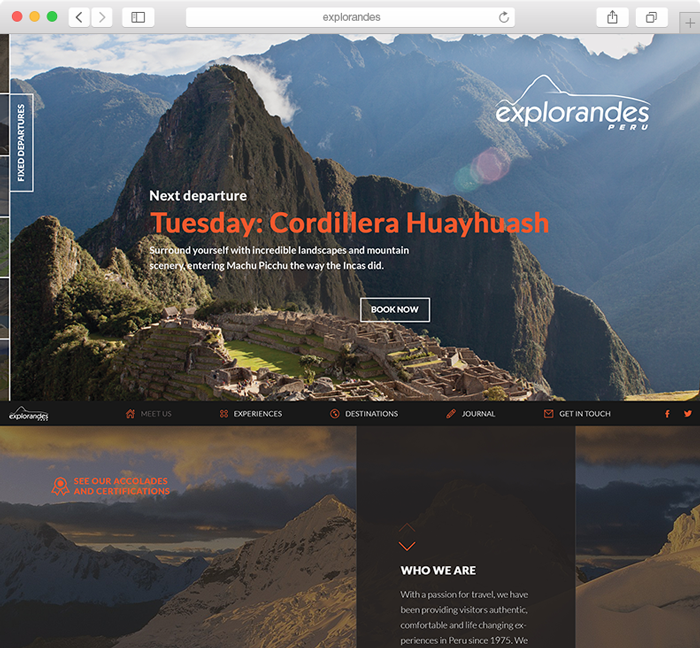 explorandes
FIXED DEPARTURES
explorandes
PERU
Next departure
Tuesday: Cordillera Huayhuash
Surround yourself with incredible landscapes and mountain
scenery, entering Machu Picchu the way the Incas did.
BOOK NOW
explorandes
MEET US
EXPERIENCES
DESTINATIONS
JOURNAL
GET IN TOUCH
SEE OUR ACCOLADES
AND CERTIFICATIONS
WHO WE ARE
With a passion for travel, we have
been providing visitors authentic,
comfortable and life changing ex-
periences in Peru since 1975. We